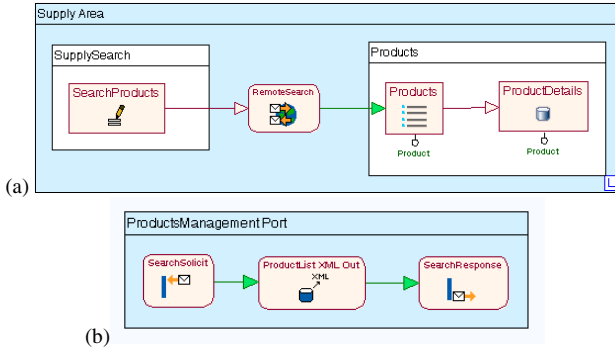 Supply Area
SupplySearch
Products
SearchProducts
RemoteSearch
Products
ProductDetails
Product
Product
L
(a)
ProductsManagement Port
SearchSolicit
ProductList XML Out
SearchResponse
XML
(b)